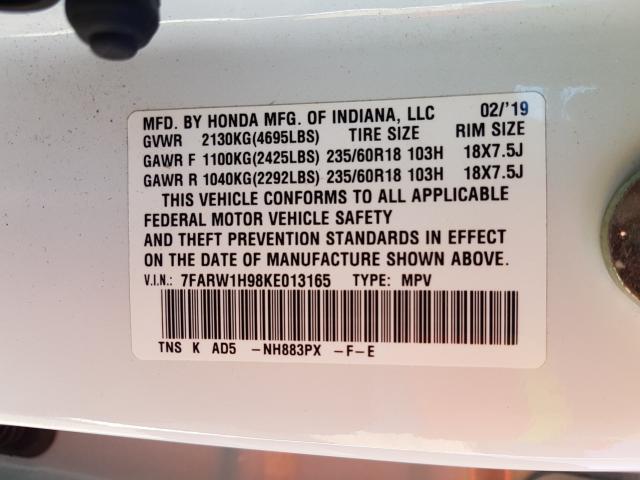 MFD. BY HONDA MFG. OF INDIANA, LLC 02/'19
GVWR 2130KG(4695LBS) TIRE SIZE RIM SIZE
GAWR F 1100KG(2425LBS) 235/60R18 103H 18X7.5J
GAWR R 1040KG(2292LBS) 235/60R18 103H 18X7.5J
THIS VEHICLE CONFORMS TO ALL APPLICABLE
FEDERAL MOTOR VEHICLE SAFETY
AND THEFT PREVENTION STANDARDS IN EFFECT
ON THE DATE OF MANUFACTURE SHOWN ABOVE.
V.I.N.: 7FARW1H98KE013165 TYPE: MPV
TNS K AD5 -NH883PX -F-E